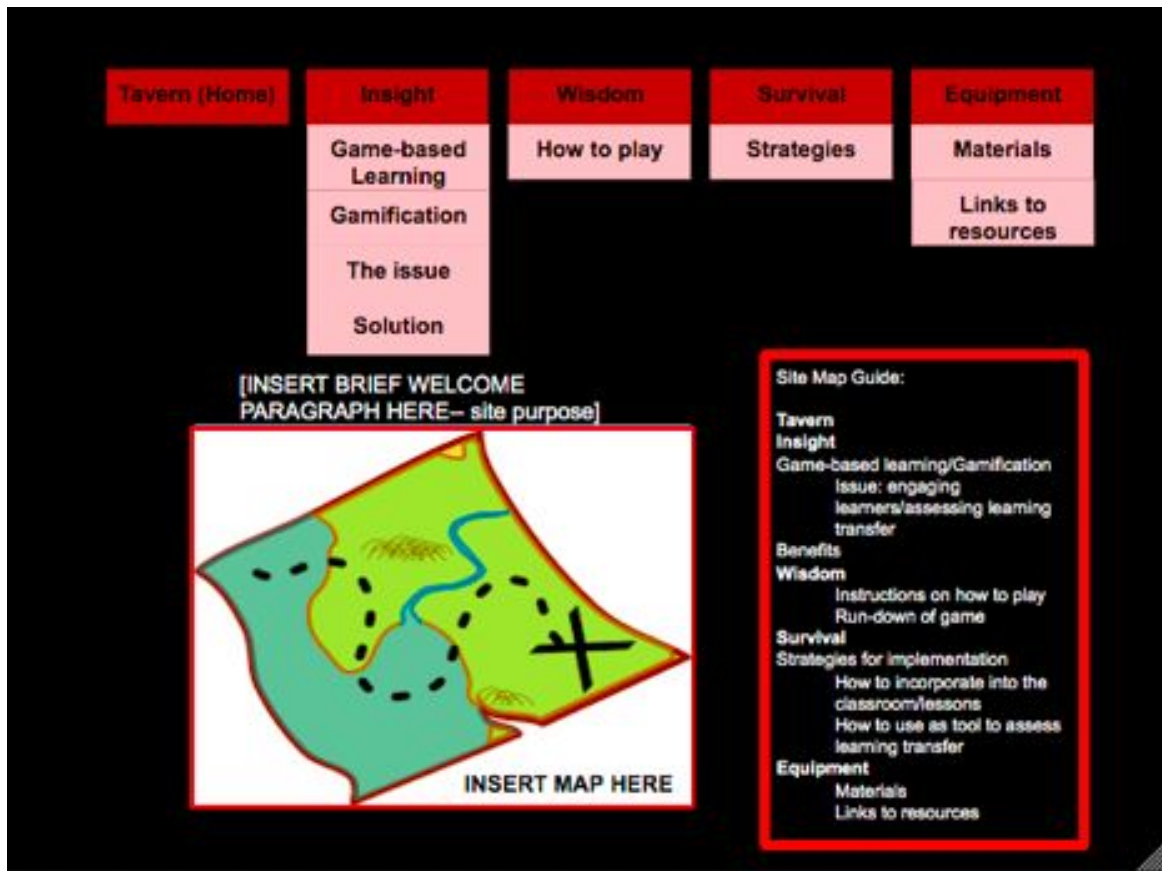 Tavern (Home)
Insight
Wisdom
Survival
Equipment
Game-based
Learning
Gamification
The issue
Solution
How to play
Strategies
Materials
Links to
resources
[INSERT BRIEF WELCOME
PARAGRAPH HERE– site purpose]
INSERT MAP HERE
Site Map Guide:
Tavern
Insight
Game-based learning/Gamification
Issue: engaging
learners/assessing learning
transfer
Benefits
Wisdom
Instructions on how to play
Run-down of game
Survival
Strategies for implementation
How to incorporate into the
classroom/lessons
How to use as tool to assess
learning transfer
Equipment
Materials
Links to resources